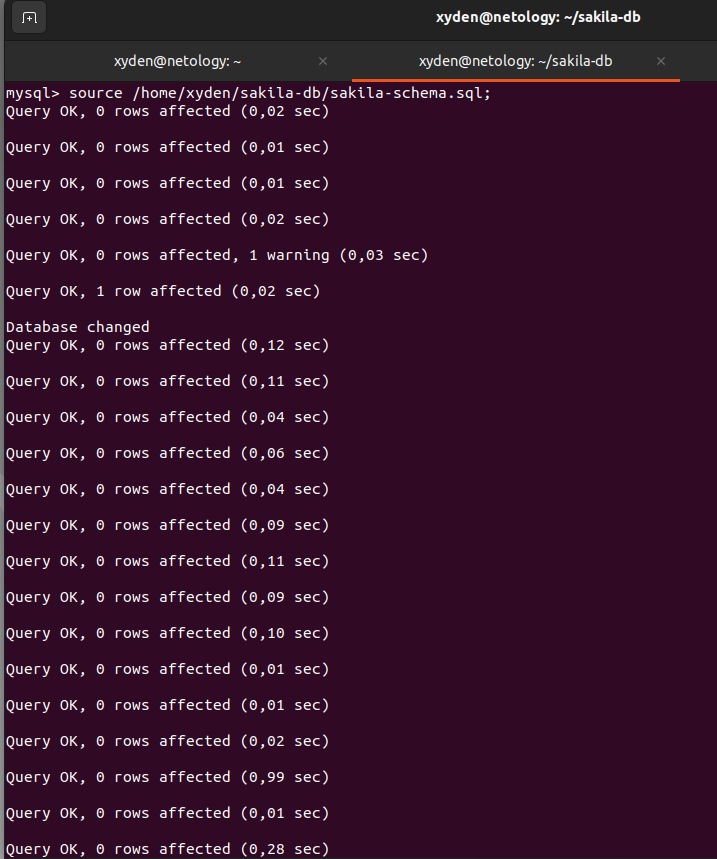 xyden@netology: ~/sakila-db
xyden@netology: ~ × xyden@netology: ~/sakila-db ×
mysql> source /home/xyden/sakila-db/sakila-schema.sql;
Query OK, 0 rows affected (0,02 sec)
Query OK, 0 rows affected (0,01 sec)
Query OK, 0 rows affected (0,01 sec)
Query OK, 0 rows affected (0,02 sec)
Query OK, 0 rows affected, 1 warning (0,03 sec)
Query OK, 1 row affected (0,02 sec)
Database changed
Query OK, 0 rows affected (0,12 sec)
Query OK, 0 rows affected (0,11 sec)
Query OK, 0 rows affected (0,04 sec)
Query OK, 0 rows affected (0,06 sec)
Query OK, 0 rows affected (0,04 sec)
Query OK, 0 rows affected (0,09 sec)
Query OK, 0 rows affected (0,11 sec)
Query OK, 0 rows affected (0,09 sec)
Query OK, 0 rows affected (0,10 sec)
Query OK, 0 rows affected (0,01 sec)
Query OK, 0 rows affected (0,01 sec)
Query OK, 0 rows affected (0,02 sec)
Query OK, 0 rows affected (0,99 sec)
Query OK, 0 rows affected (0,01 sec)
Query OK, 0 rows affected (0,28 sec)